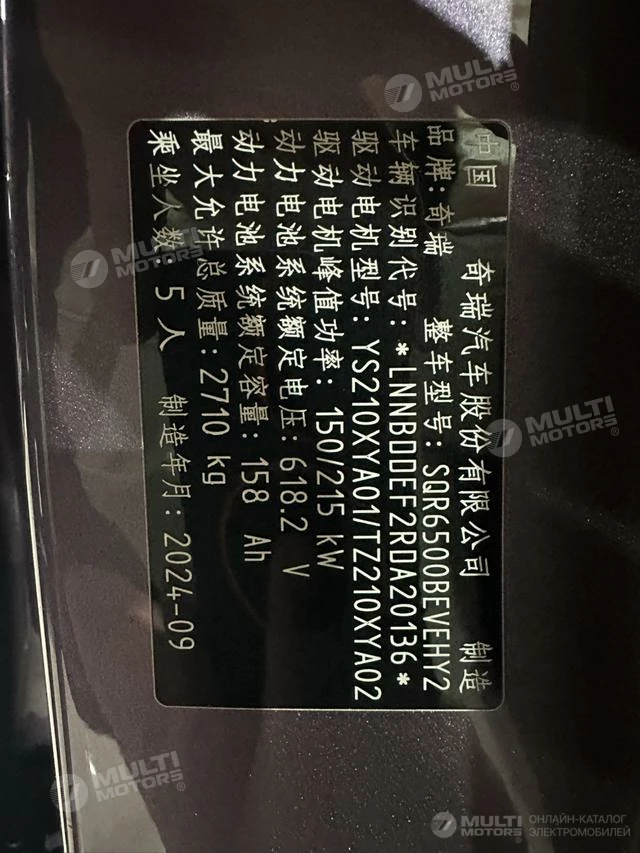 中国 奇瑞汽车股份有限公司 制造
品牌:奇瑞 整车型号:SQR6500BEVEHY2
车辆识别代号:*LNNBDDEF2RDA20136*
驱动电机型号:YS210XYA01/TZ210XYA02
驱动电机峰值功率:150/215 kW
动力电池系统额定电压:618.2 V
动力电池系统额定容量:158 Ah
最大允许总质量:2710 kg
乘坐人数 5人 制造年月:2024-09
MULTI MOTORS®
MULTI MOTORS®
MULTI MOTORS®
MULTI MOTORS®
MULTI MOTORS®
ОНЛАЙН-КАТАЛОГ
ЭЛЕКТРОМОБИЛЕЙ